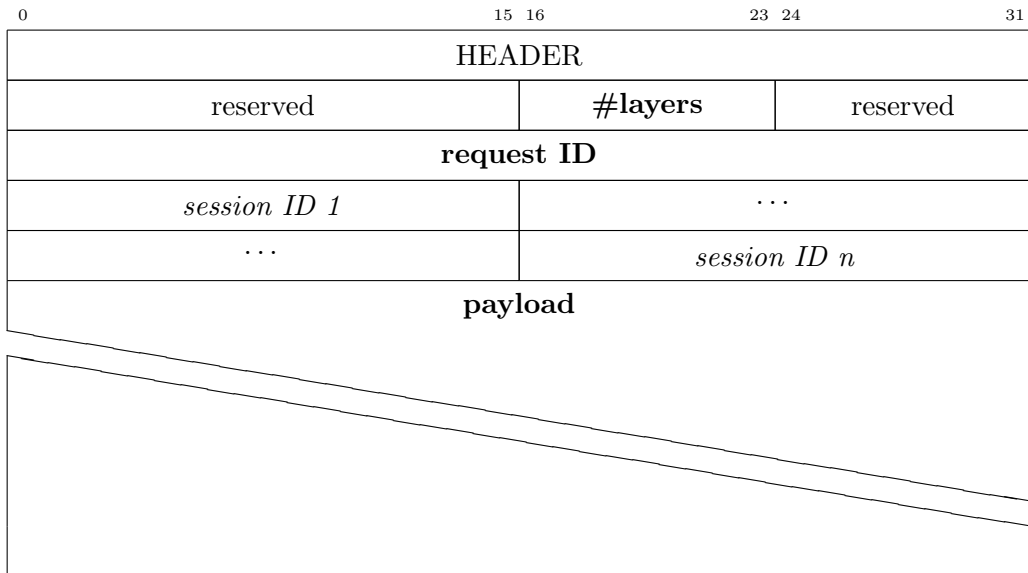 0 15 16 23 24 31
HEADER
reserved #layers reserved
request ID
session ID 1 ···
··· session ID n
payload